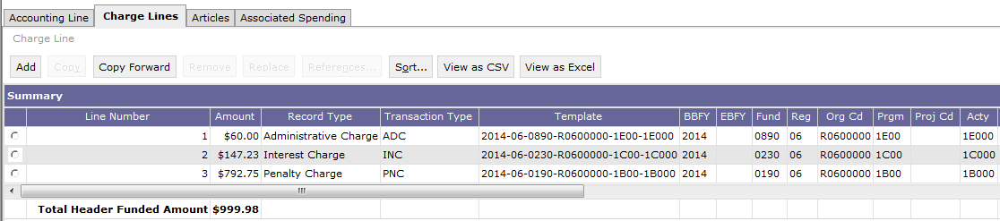 Accounting Line Charge Lines Articles Associated Spending
Charge Line
Add Copy Copy Forward Remove Replace References... Sort... View as CSV View as Excel
Summary
Line Number Amount Record Type Transaction Type Template BBFY EBFY Fund Reg Org Cd Prgm Proj Cd Acty
1 $60.00 Administrative Charge ADC 2014-06-0890-R0600000-1E00-1E000 2014 0890 06 R0600000 1E00 1E000
2 $147.23 Interest Charge INC 2014-06-0230-R0600000-1C00-1C000 2014 0230 06 R0600000 1C00 1C000
3 $792.75 Penalty Charge PNC 2014-06-0190-R0600000-1B00-1B000 2014 0190 06 R0600000 1B00 1B000
Total Header Funded Amount $999.98